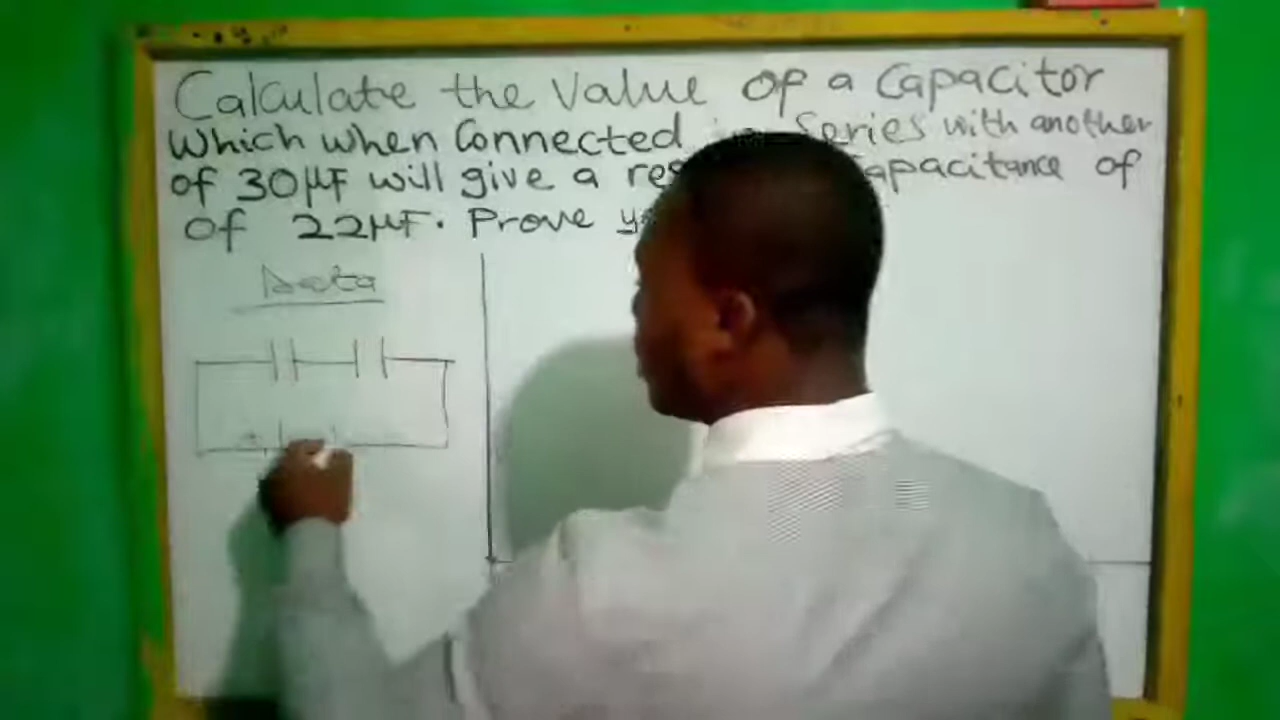 Calculate the Value of a Capacitor
Which when Connected Series with another
of 30μF will give a apacitance of
of 22μF. Prove
Data